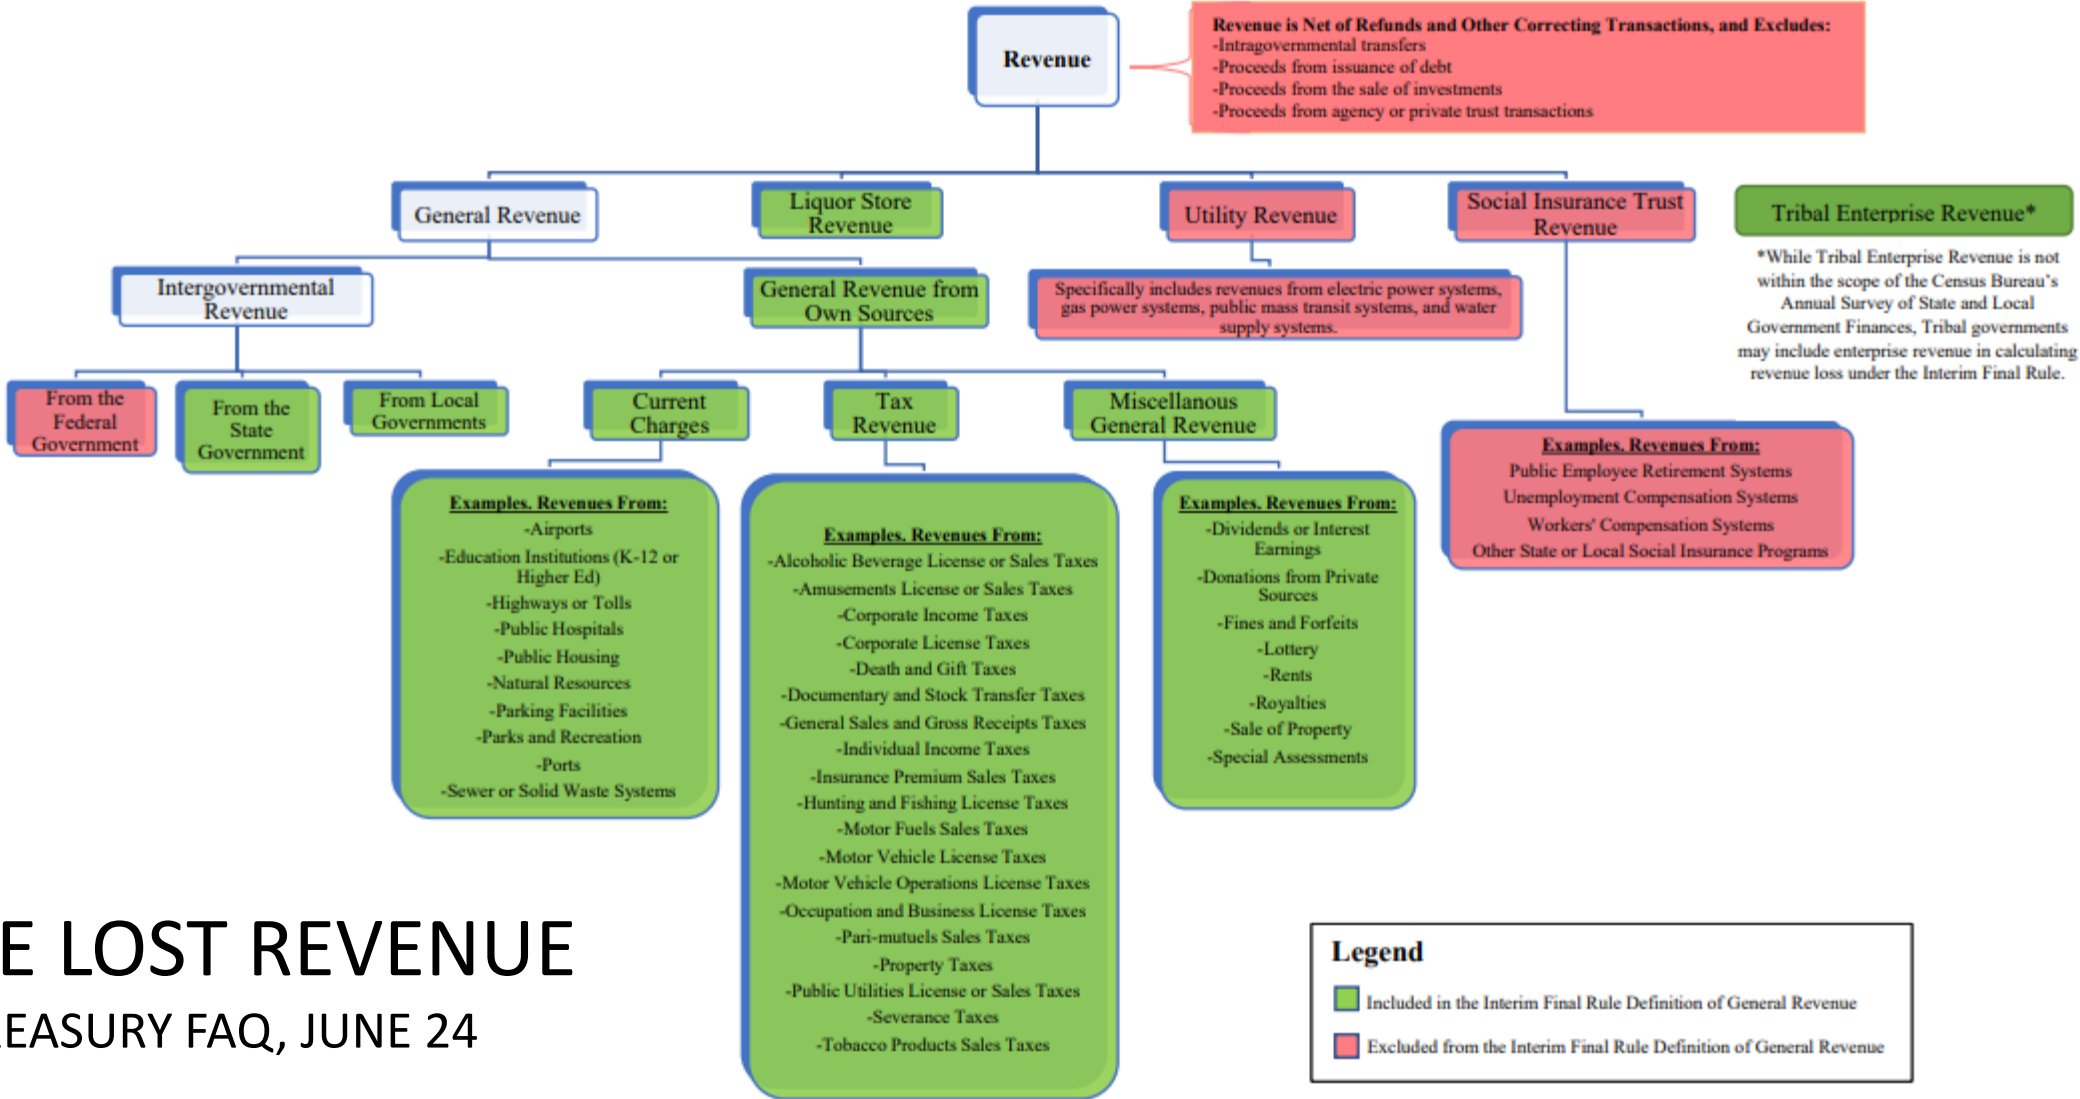 Revenue
Revenue is Net of Refunds and Other Correcting Transactions, and Excludes:
-Intragovernmental transfers
-Proceeds from issuance of debt
-Proceeds from the sale of investments
-Proceeds from agency or private trust transactions
General Revenue
Liquor Store
Revenue
Utility Revenue
Social Insurance Trust
Revenue
Tribal Enterprise Revenue*
*While Tribal Enterprise Revenue is not
within the scope of the Census Bureau's
Annual Survey of State and Local
Government Finances, Tribal governments
may include enterprise revenue in calculating
revenue loss under the Interim Final Rule.
Intergovernmental
Revenue
General Revenue from
Own Sources
Specifically includes revenues from electric power systems,
gas power systems, public mass transit systems, and water
supply systems.
From the
Federal
Government
From the
State
Government
From Local
Governments
Current
Charges
Tax
Revenue
Miscellanous
General Revenue
Examples. Revenues From:
-Airports
-Education Institutions (K-12 or
Higher Ed)
-Highways or Tolls
-Public Hospitals
-Public Housing
-Natural Resources
-Parking Facilities
-Parks and Recreation
-Ports
-Sewer or Solid Waste Systems
Examples. Revenues From:
-Alcoholic Beverage License or Sales Taxes
-Amusements License or Sales Taxes
-Corporate Income Taxes
-Corporate License Taxes
-Death and Gift Taxes
-Documentary and Stock Transfer Taxes
-General Sales and Gross Receipts Taxes
-Individual Income Taxes
-Insurance Premium Sales Taxes
-Hunting and Fishing License Taxes
-Motor Fuels Sales Taxes
-Motor Vehicle License Taxes
-Motor Vehicle Operations License Taxes
-Occupation and Business License Taxes
-Pari-mutuels Sales Taxes
-Property Taxes
-Public Utilities License or Sales Taxes
-Severance Taxes
-Tobacco Products Sales Taxes
Examples. Revenues From:
-Dividends or Interest
Earnings
-Donations from Private
Sources
-Fines and Forfeits
-Lottery
-Rents
-Royalties
-Sale of Property
-Special Assessments
Examples. Revenues From:
Public Employee Retirement Systems
Unemployment Compensation Systems
Workers' Compensation Systems
Other State or Local Social Insurance Programs
E LOST REVENUE
EASURY FAQ, JUNE 24
Legend
Included in the Interim Final Rule Definition of General Revenue
Excluded from the Interim Final Rule Definition of General Revenue